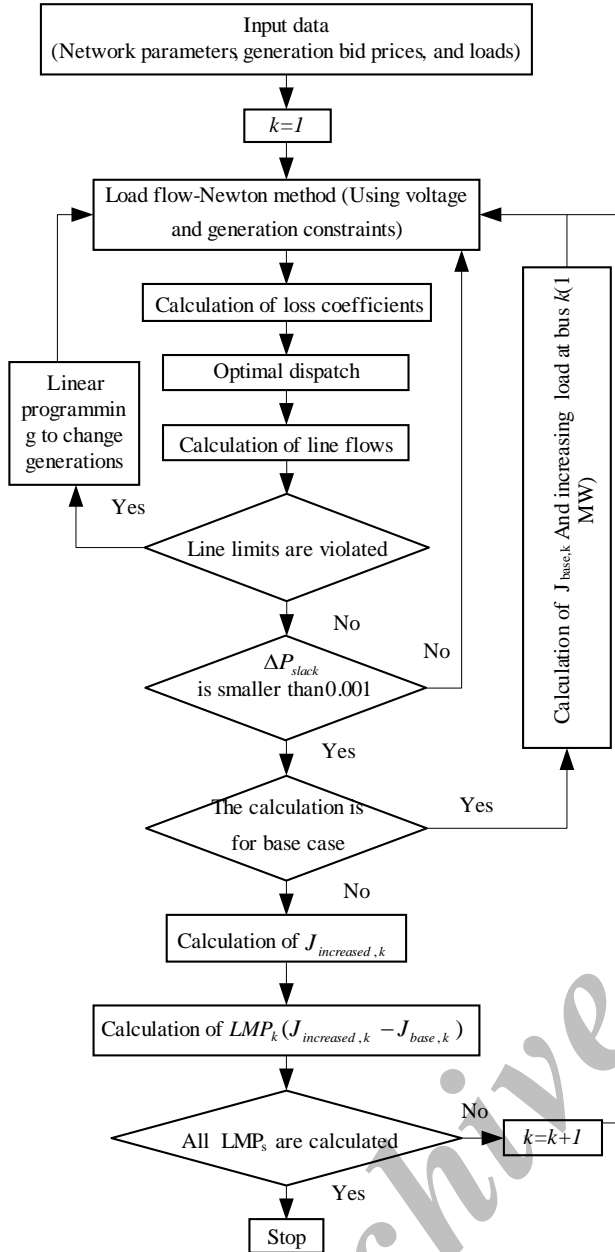 Input data
(Network parameters, generation bid prices, and loads)
k=1
Load flow-Newton method (Using voltage
and generation constraints)
Calculation of loss coefficients
Optimal dispatch
Linear
programmin
g to change
generations
Calculation of line flows
Yes
Line limits are violated
No
No
ΔP_slack
is smaller than 0.001
Yes
Calculation of J_base,k And increasing load at bus k(1
MW)
The calculation is
for base case
Yes
No
Calculation of J_increased,k
Calculation of LMP_k (J_increased,k − J_base,k)
All LMP_s are calculated
No
k=k+1
Yes
Stop